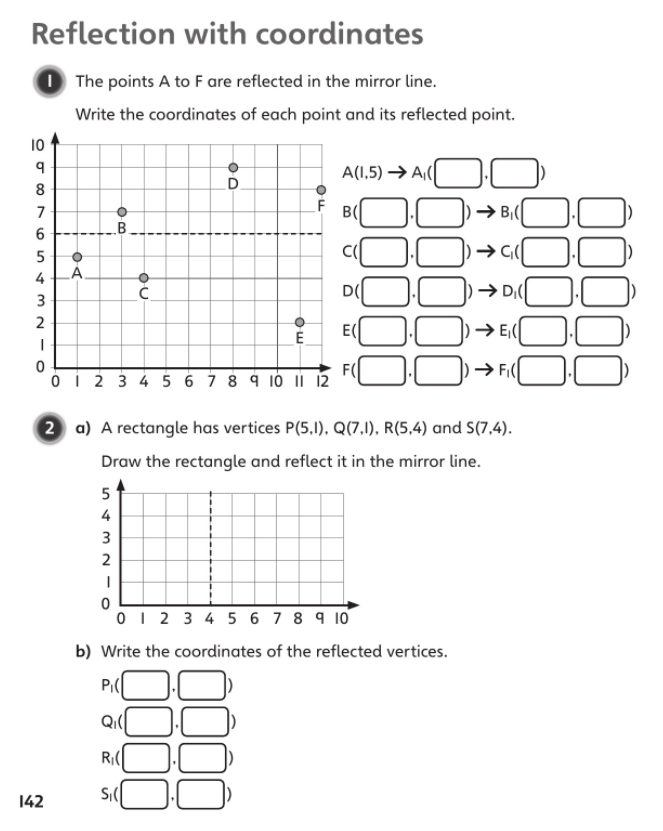 Reflection with coordinates
1 The points A to F are reflected in the mirror line.
Write the coordinates of each point and its reflected point.
10
9
8
7
6
5
4
3
2
1
0
0 1 2 3 4 5 6 7 8 9 10 11 12
D
F
B
A
C
E
A(1,5) → A₁( , )
B( , ) → B₁( , )
C( , ) → C₁( , )
D( , ) → D₁( , )
E( , ) → E₁( , )
F( , ) → F₁( , )
2 a) A rectangle has vertices P(5,1), Q(7,1), R(5,4) and S(7,4).
Draw the rectangle and reflect it in the mirror line.
5
4
3
2
1
0
0 1 2 3 4 5 6 7 8 9 10
b) Write the coordinates of the reflected vertices.
P₁( , )
Q₁( , )
R₁( , )
S₁( , )
142